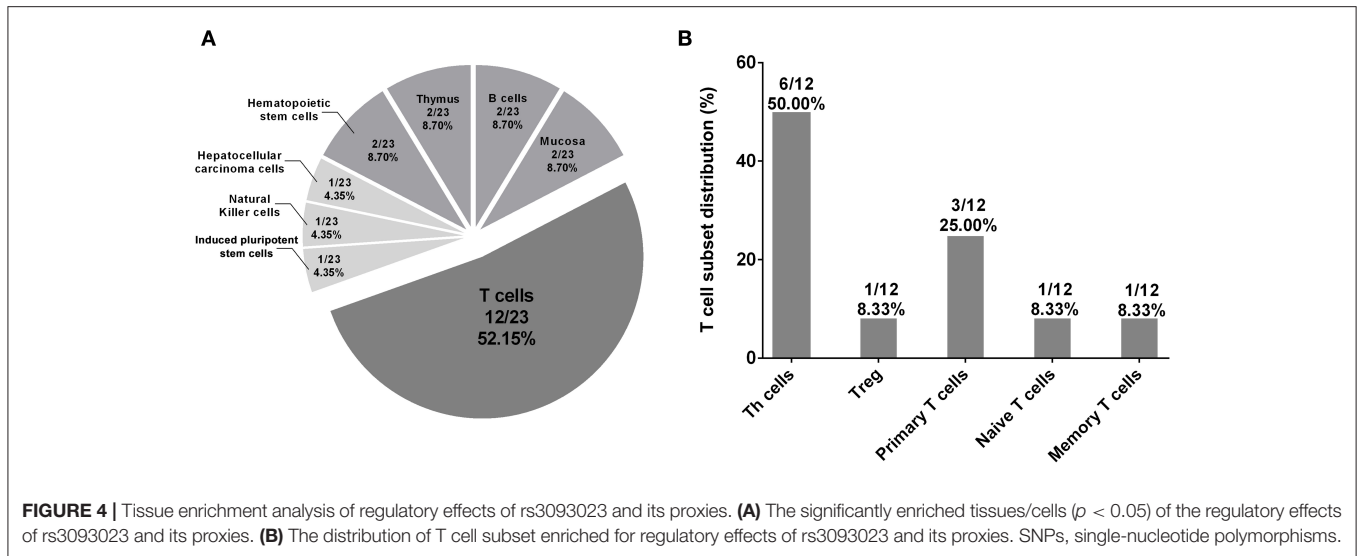 A
Hematopoietic
stem cells
2/23
8.70%
Thymus
2/23
8.70%
B cells
2/23
8.70%
Mucosa
2/23
8.70%
Hepatocellular
carcinoma cells
1/23
4.35%
Natural
Killer cells
1/23
4.35%
Induced pluripotent
stem cells
1/23
4.35%
T cells
12/23
52.15%
B
T cell subset distribution (%)
60
40
20
0
6/12
50.00%
1/12
8.33%
3/12
25.00%
1/12
8.33%
1/12
8.33%
Th cells
Treg
Primary T cells
Naive T cells
Memory T cells
FIGURE 4 | Tissue enrichment analysis of regulatory effects of rs3093023 and its proxies. (A) The significantly enriched tissues/cells (p < 0.05) of the regulatory effects
of rs3093023 and its proxies. (B) The distribution of T cell subset enriched for regulatory effects of rs3093023 and its proxies. SNPs, single-nucleotide polymorphisms.